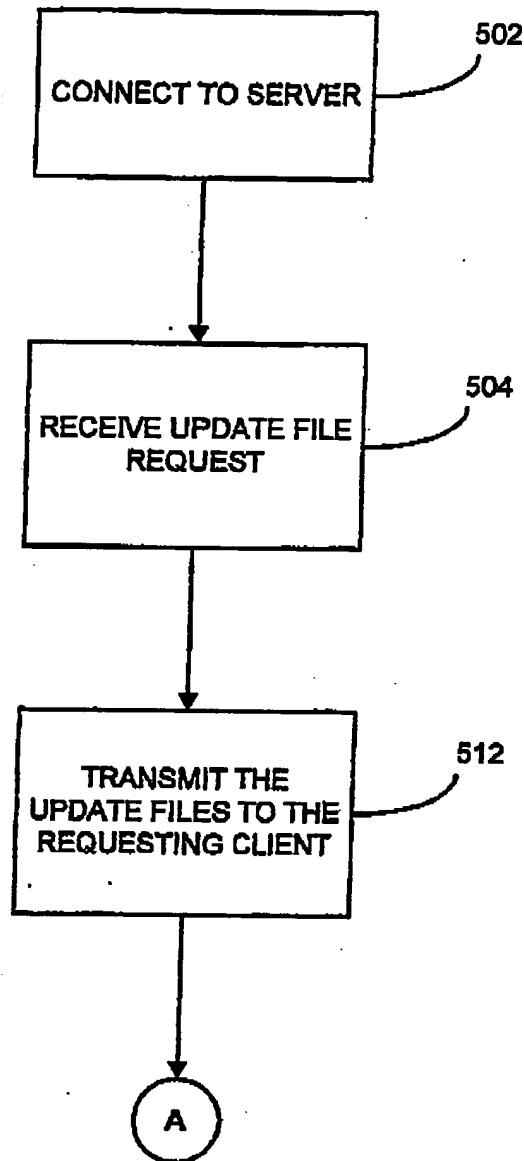 502
CONNECT TO SERVER
504
RECEIVE UPDATE FILE
REQUEST
512
TRANSMIT THE
UPDATE FILES TO THE
REQUESTING CLIENT
A